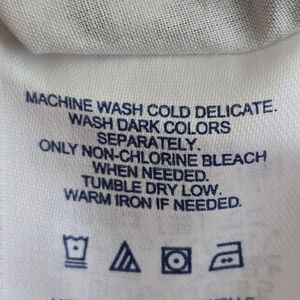 MACHINE WASH COLD DELICATE.
WASH DARK COLORS
SEPARATELY.
ONLY NON-CHLORINE BLEACH
WHEN NEEDED.
TUMBLE DRY LOW.
WARM IRON IF NEEDED.